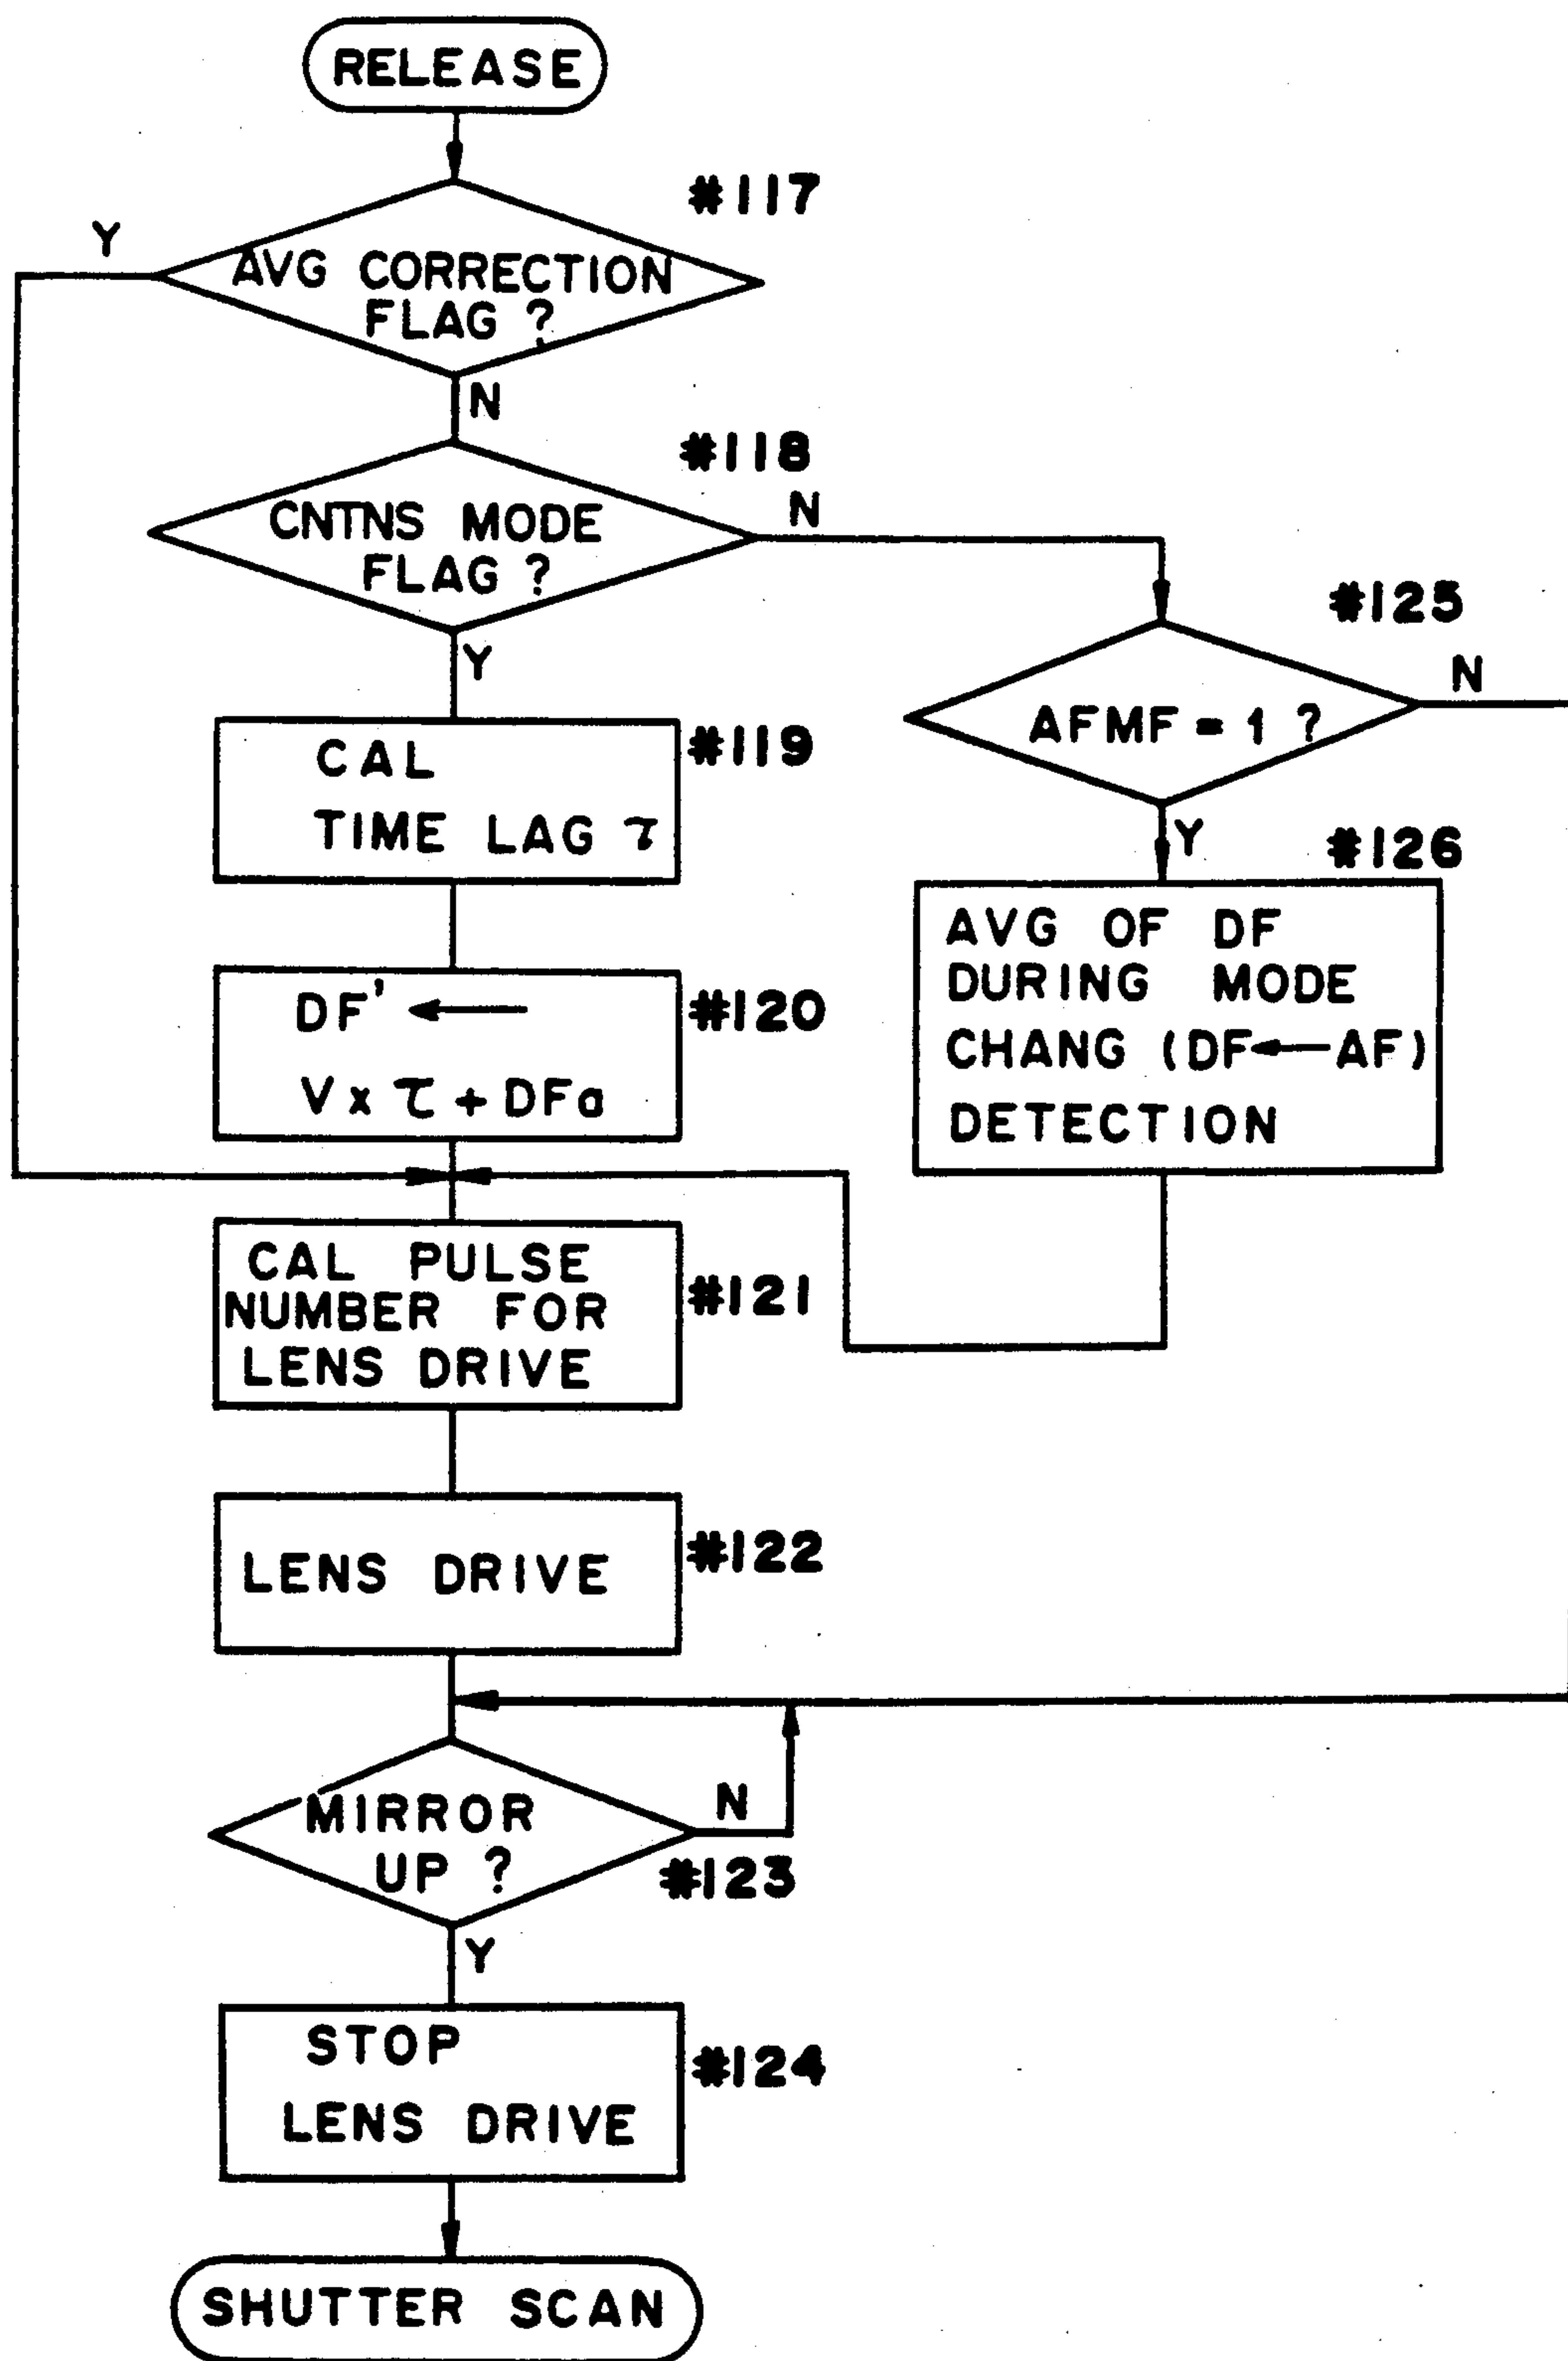 RELEASE
#117
Y
AVG CORRECTION
FLAG ?
N
#118
CNTNS MODE
FLAG ?
N
Y
#119
CAL
TIME LAG τ
#120
DF' ←
V x τ + DFa
#125
AFMF = 1 ?
N
Y
#126
AVG OF DF
DURING MODE
CHANG (DF←AF)
DETECTION
CAL PULSE
NUMBER FOR
LENS DRIVE
#121
LENS DRIVE
#122
MIRROR
UP ?
N
#123
Y
STOP
LENS DRIVE
#124
SHUTTER SCAN